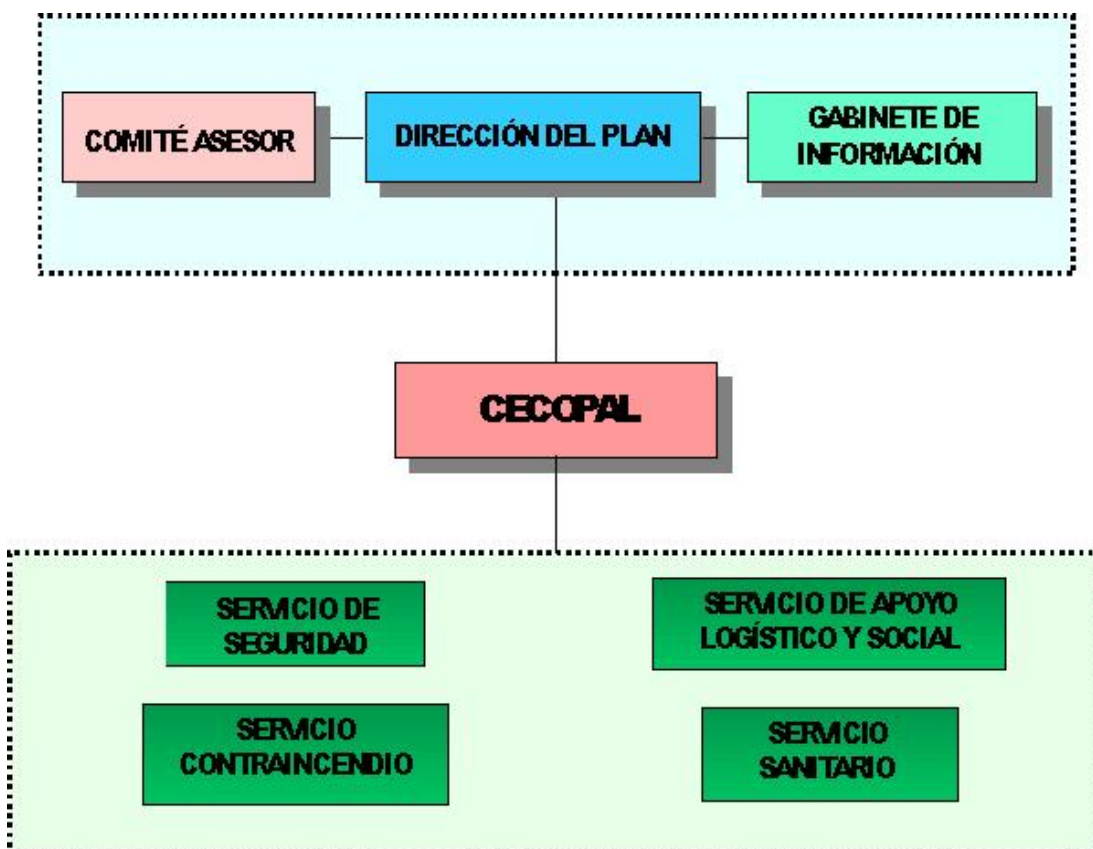 COMITÉ ASESOR
DIRECCIÓN DEL PLAN
GABINETE DE
INFORMACIÓN
CECOPAL
SERVICIO DE
SEGURIDAD
SERVICIO DE APOYO
LOGÍSTICO Y SOCIAL
SERVICIO
CONTRAINCENDIO
SERVICIO
SANITARIO